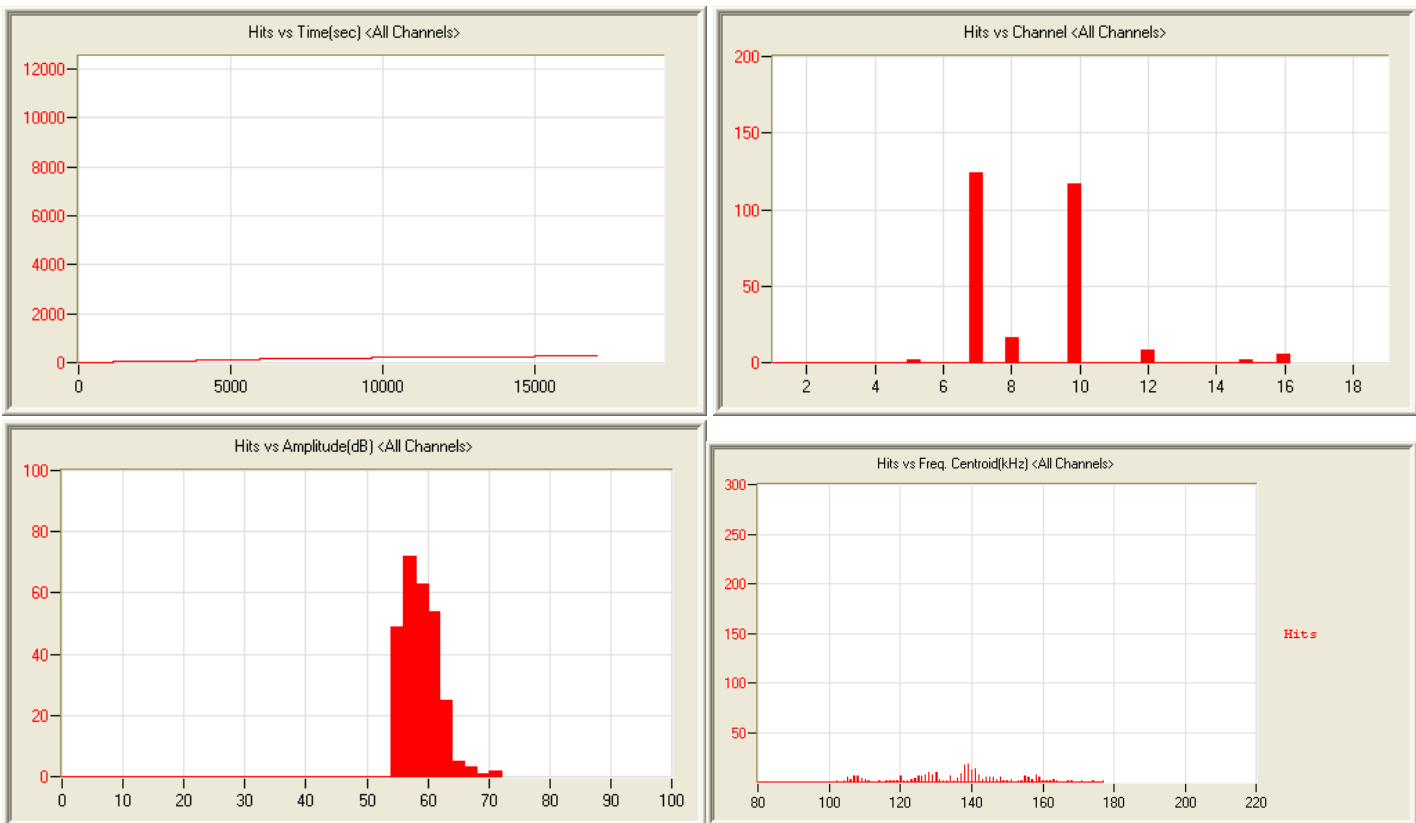 Hits vs Time(sec) <All Channels>
12000
10000
8000
6000
4000
2000
0
0 5000 10000 15000
Hits vs Channel <All Channels>
200
150
100
50
0
2 4 6 8 10 12 14 16 18
Hits vs Amplitude(dB) <All Channels>
100
80
60
40
20
0
0 10 20 30 40 50 60 70 80 90 100
Hits vs Freq. Centroid(kHz) <All Channels>
300
250
200
150
100
50
80 100 120 140 160 180 200 220
Hits